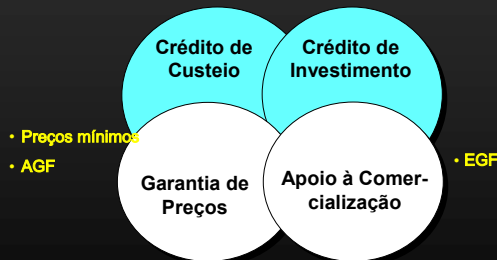 Crédito de
Custeio
Crédito de
Investimento
• Preços mínimos
• AGF
Garantia de
Preços
Apoio à Comer-
cialização
• EGF